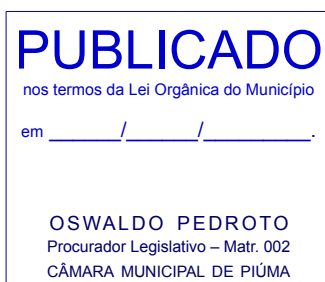 PUBLICADO
nos termos da Lei Orgânica do Município
em ______/______/___________.
OSWALDO PEDROTO
Procurador Legislativo – Matr. 002
CÂMARA MUNICIPAL DE PIÚMA